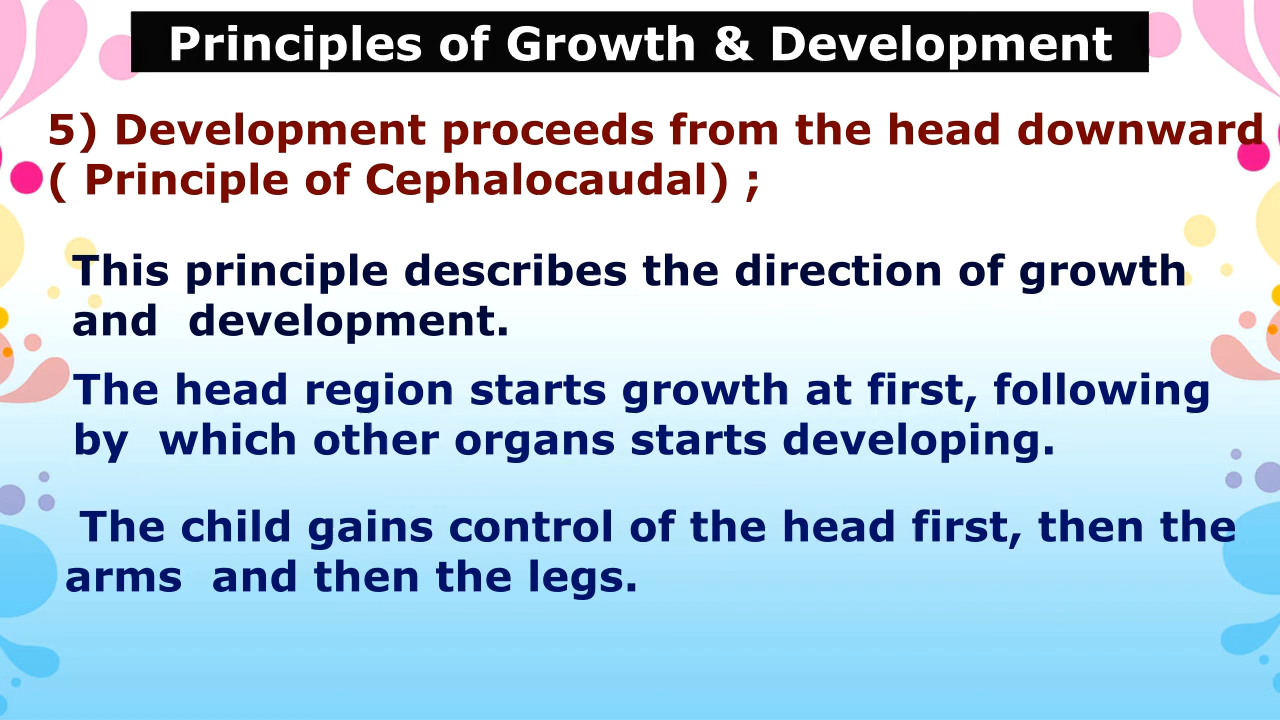 Principles of Growth & Development
5) Development proceeds from the head downward
( Principle of Cephalocaudal) ;
This principle describes the direction of growth
and development.
The head region starts growth at first, following
by which other organs starts developing.
The child gains control of the head first, then the
arms and then the legs.